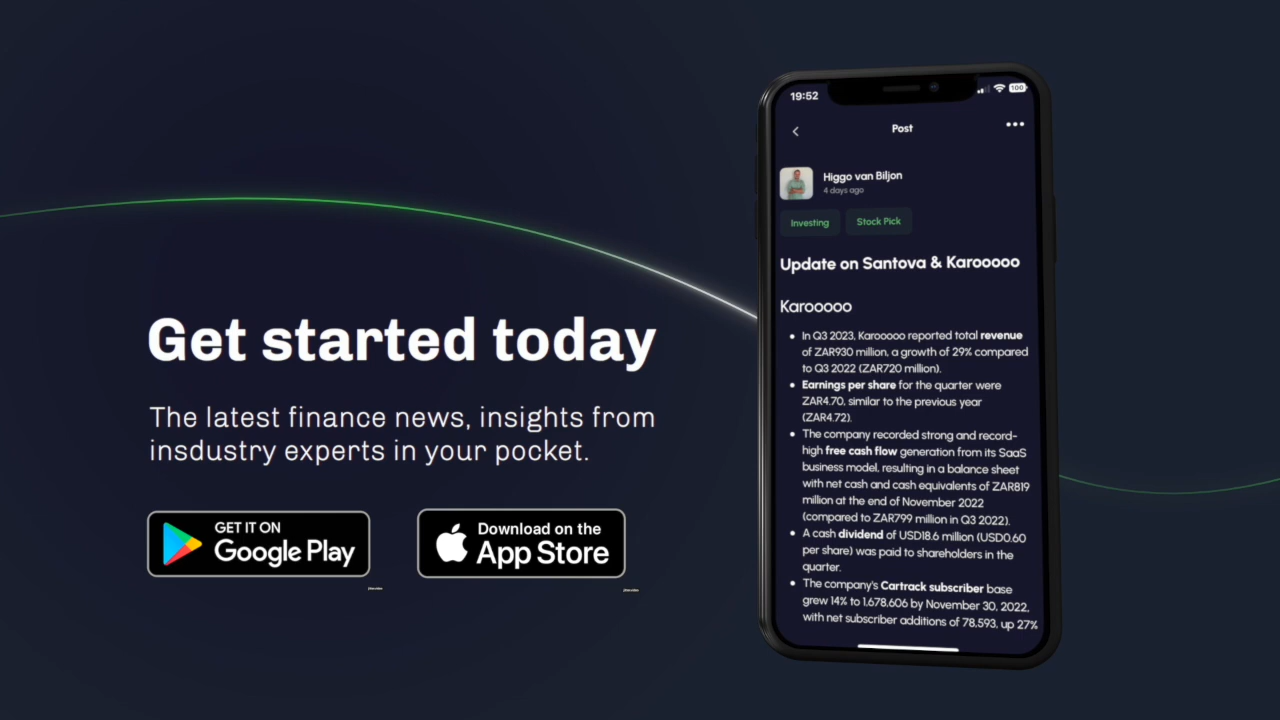 Get started today
The latest finance news, insights from
insdustry experts in your pocket.
GET IT ON
Google Play
Download on the
App Store
19:52
100
Post
Higgo van Biljon
4 days ago
Investing
Stock Pick
Update on Santova & Karooooo
Karooooo
• In Q3 2023, Karooooo reported total revenue
of ZAR930 million, a growth of 29% compared
to Q3 2022 (ZAR720 million).
• Earnings per share for the quarter were
ZAR4.70, similar to the previous year
(ZAR4.72).
• The company recorded strong and record-
high free cash flow generation from its SaaS
business model, resulting in a balance sheet
with net cash and cash equivalents of ZAR819
million at the end of November 2022
(compared to ZAR799 million in Q3 2022).
• A cash dividend of USD18.6 million (USD0.60
per share) was paid to shareholders in the
quarter.
• The company's Cartrack subscriber base
grew 14% to 1,678,606 by November 30, 2022,
with net subscriber additions of 78,593, up 27%